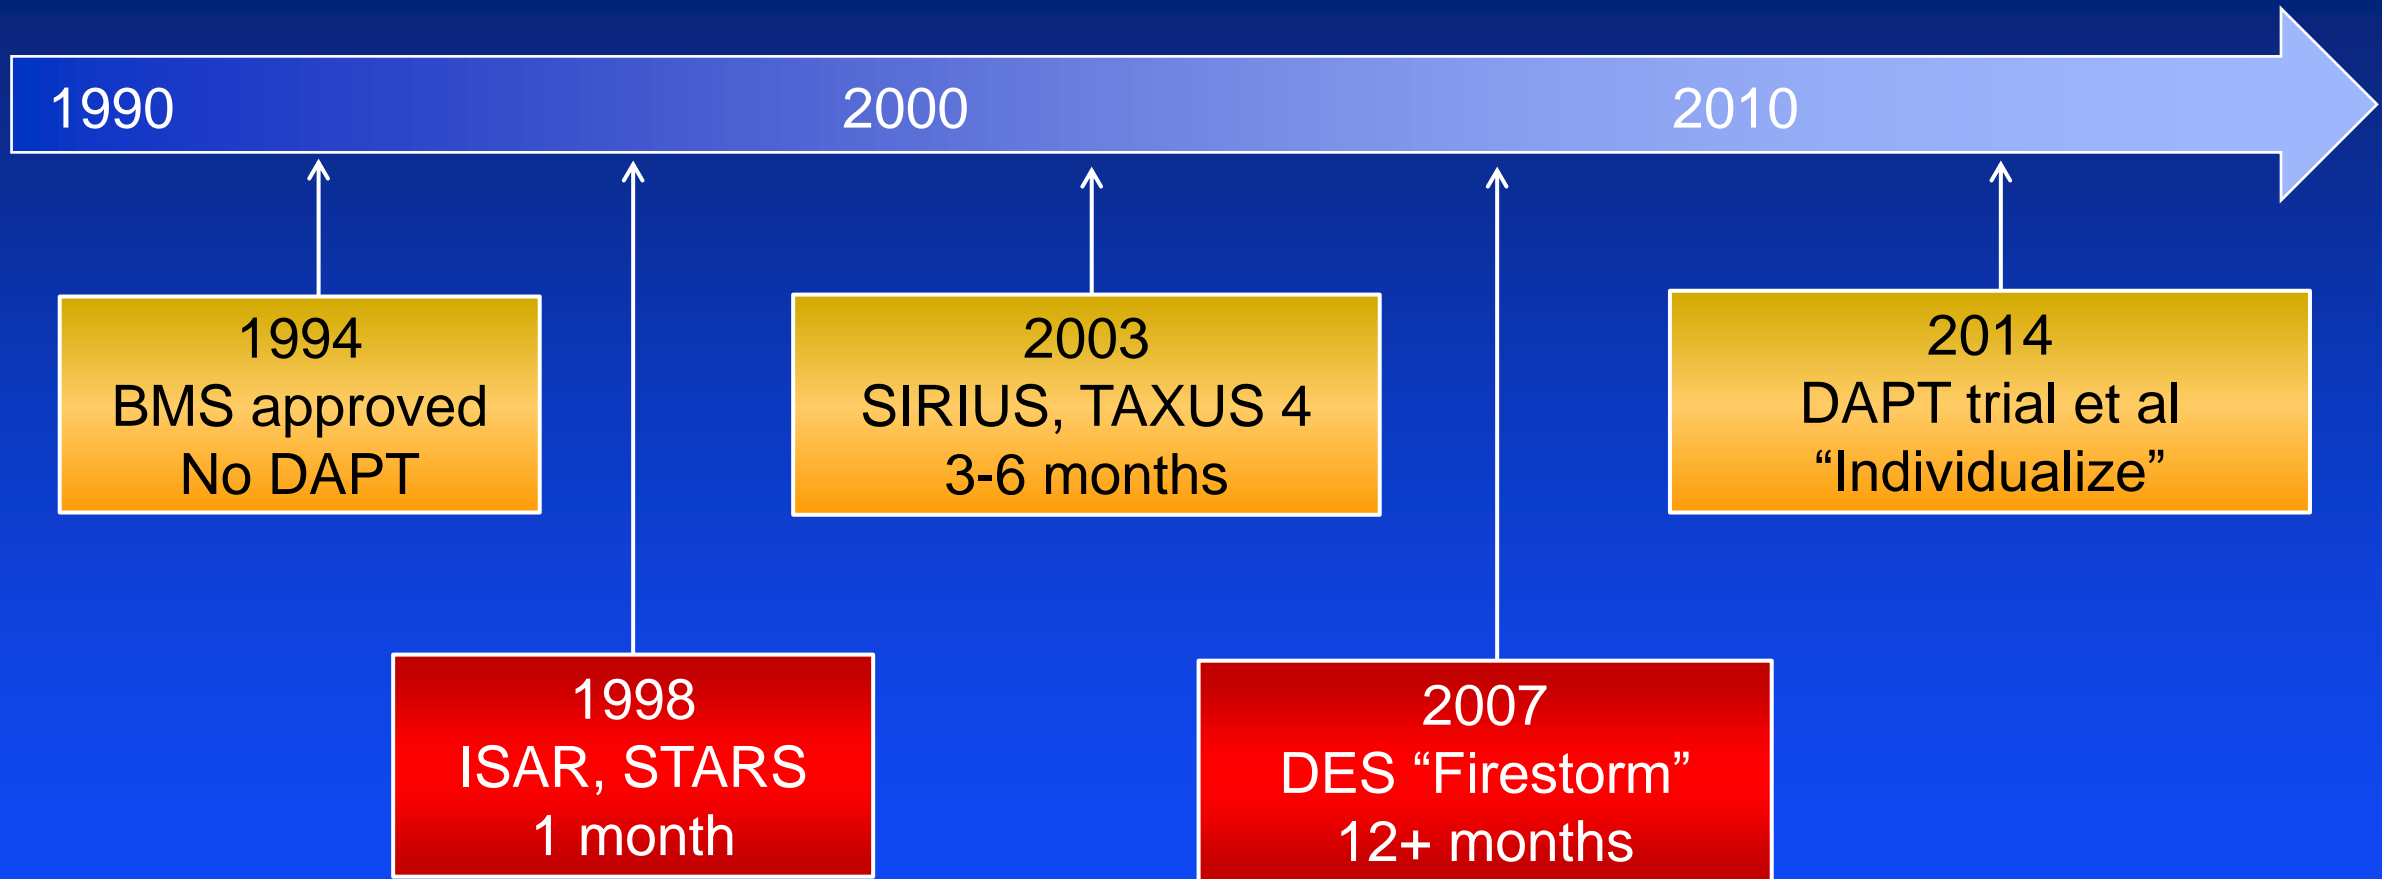 1990
2000
2010
1994
BMS approved
No DAPT
1998
ISAR, STARS
1 month
2003
SIRIUS, TAXUS 4
3-6 months
2007
DES “Firestorm”
12+ months
2014
DAPT trial et al
“Individualize”